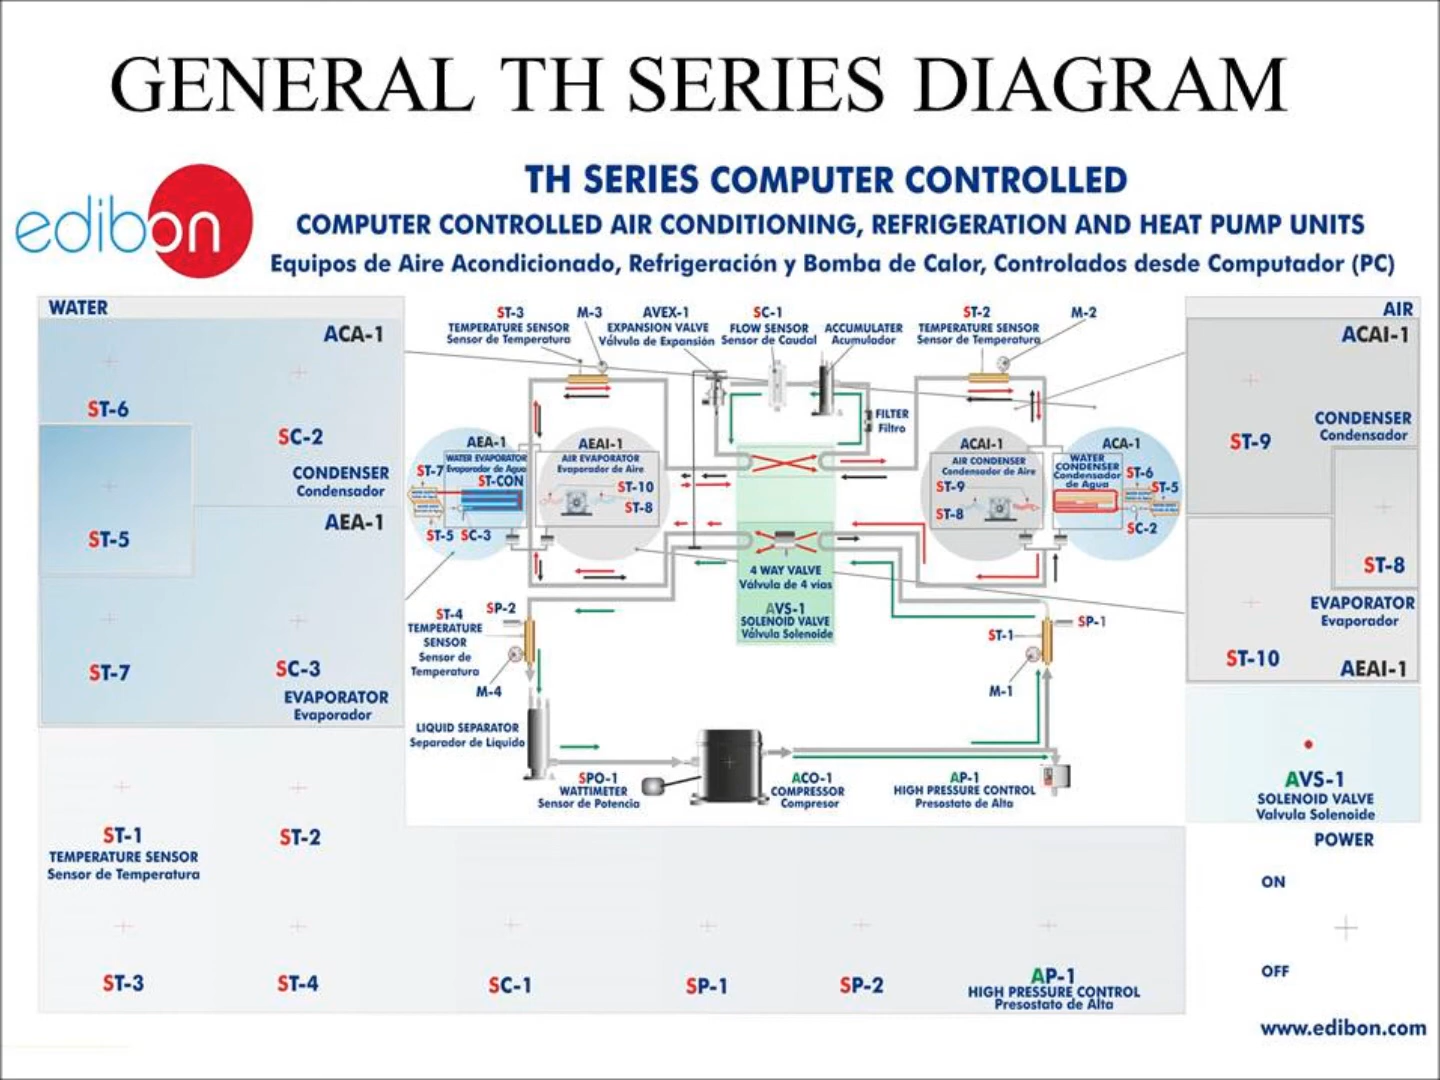 GENERAL TH SERIES DIAGRAM
edibon
TH SERIES COMPUTER CONTROLLED
COMPUTER CONTROLLED AIR CONDITIONING, REFRIGERATION AND HEAT PUMP UNITS
Equipos de Aire Acondicionado, Refrigeración y Bomba de Calor, Controlados desde Computador (PC)
WATER
ACA-1
ST-6
SC-2
CONDENSER
Condensador
ST-5
AEA-1
ST-7
SC-3
EVAPORATOR
Evaporador
ST-3
TEMPERATURE SENSOR
Sensor de Temperatura
M-3
AVEX-1
EXPANSION VALVE
Válvula de Expansión
SC-1
FLOW SENSOR
Sensor de Caudal
ACCUMULATER
Acumulador
ST-2
TEMPERATURE SENSOR
Sensor de Temperatura
M-2
FILTER
Filtro
AEA-1
WATER EVAPORATOR
Evaporador de Agua
ST-7
ST-CON
ST-5
SC-3
AEAI-1
AIR EVAPORATOR
Evaporador de Aire
ST-10
ST-8
ACAI-1
AIR CONDENSER
Condensador de Aire
ST-9
ST-8
ACA-1
WATER
CONDENSER
Condensador
de Agua
ST-6
ST-5
SC-2
4 WAY VALVE
Válvula de 4 vias
AVS-1
SOLENOID VALVE
Válvula Solenoide
ST-4
TEMPERATURE
SENSOR
Sensor de
Temperatura
SP-2
M-4
ST-1
SP-1
M-1
LIQUID SEPARATOR
Separador de Liquido
SPO-1
WATTIMETER
Sensor de Potencia
ACO-1
COMPRESSOR
Compresor
AP-1
HIGH PRESSURE CONTROL
Presostato de Alta
AIR
ACAI-1
CONDENSER
Condensador
ST-9
ST-8
EVAPORATOR
Evaporador
ST-10
AEAI-1
AVS-1
SOLENOID VALVE
Valvula Solenoide
POWER
ON
OFF
ST-1
TEMPERATURE SENSOR
Sensor de Temperatura
ST-2
ST-3
ST-4
SC-1
SP-1
SP-2
AP-1
HIGH PRESSURE CONTROL
Presostato de Alta
www.edibon.com